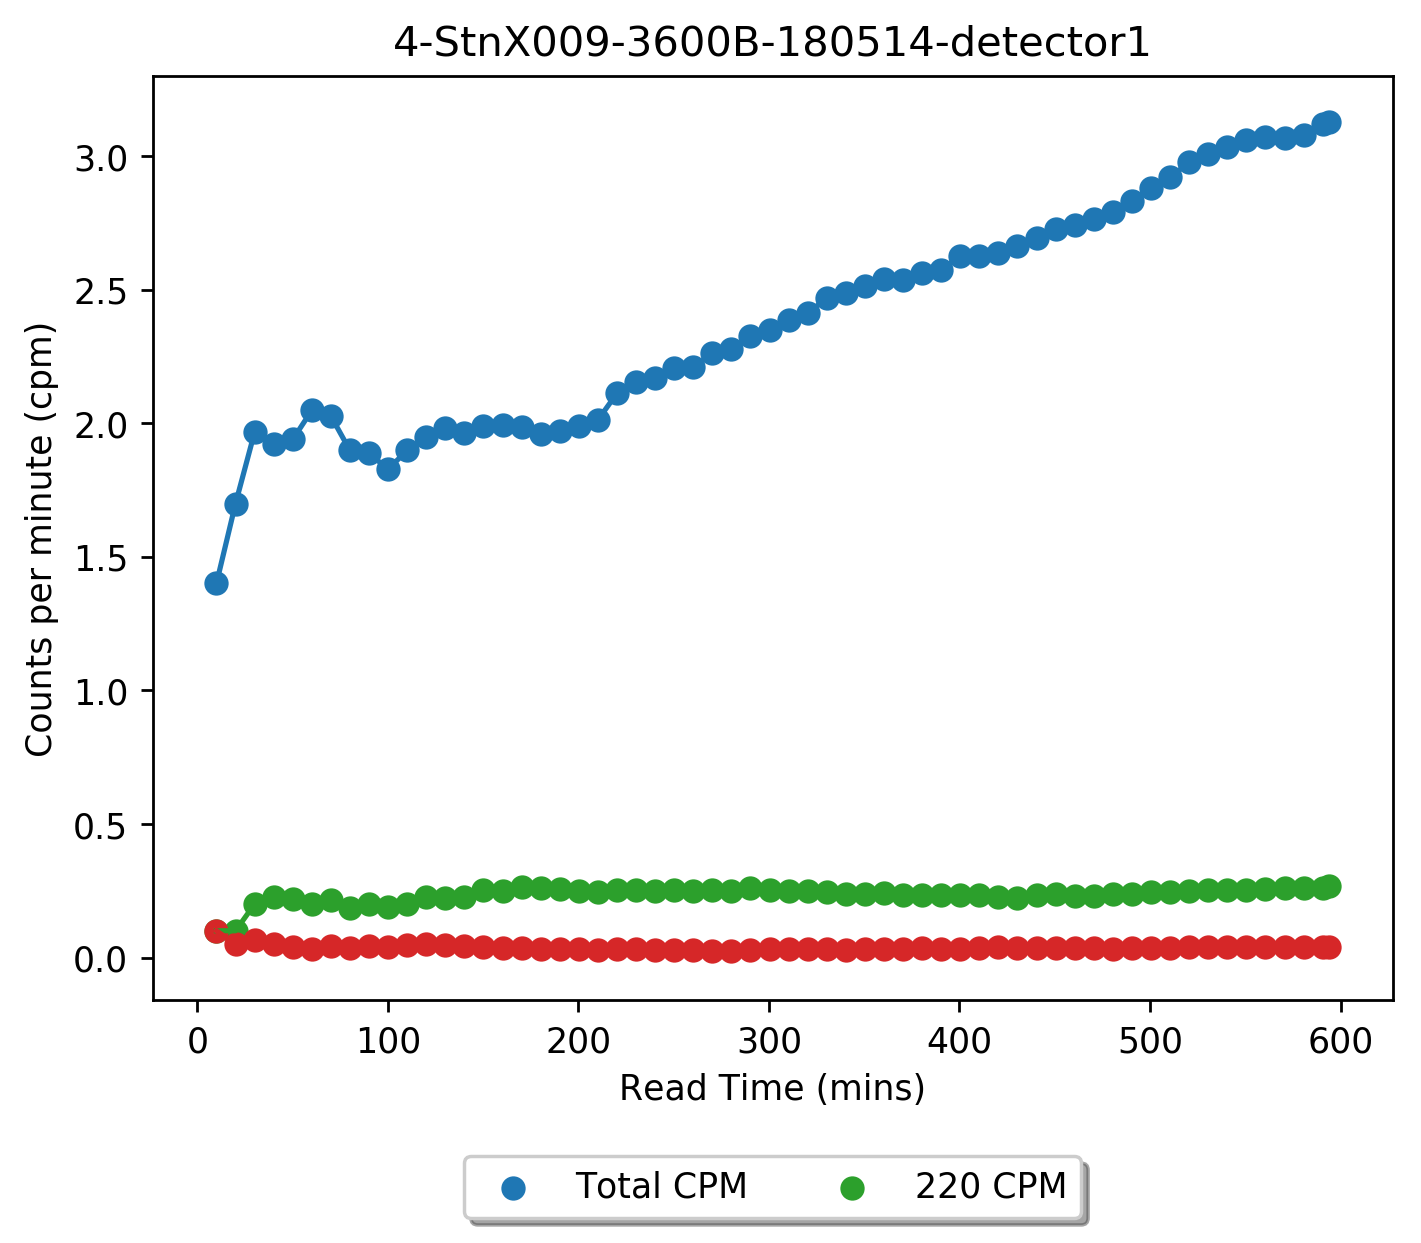 4-StnX009-3600B-180514-detector1
Counts per minute (cpm)
3.0
2.5
2.0
1.5
1.0
0.5
0.0
0 100 200 300 400 500 600
Read Time (mins)
Total CPM 220 CPM